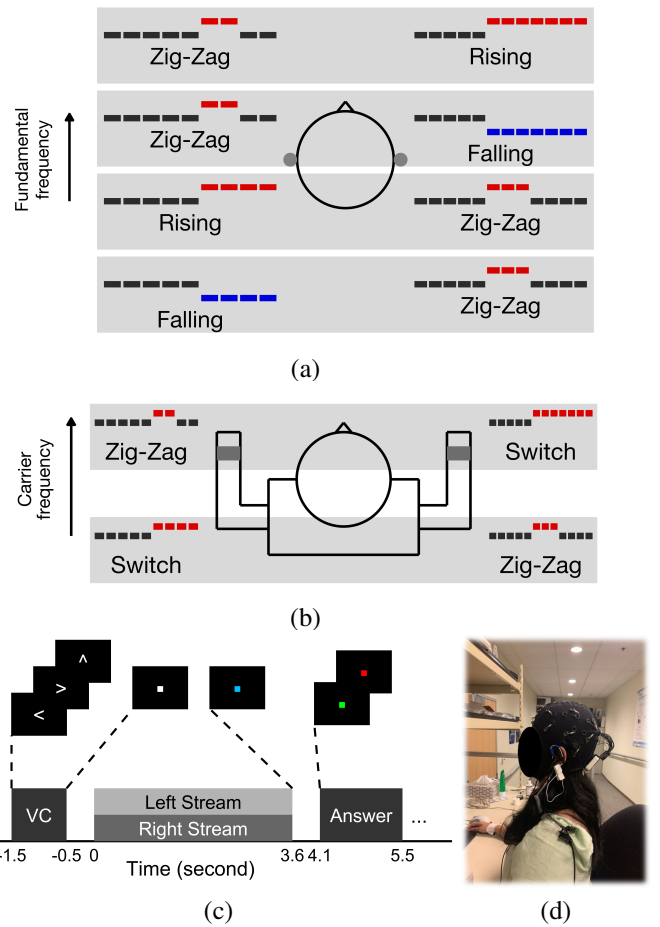 Zig-Zag
Rising
Zig-Zag
Falling
Fundamental
frequency
Rising
Zig-Zag
Falling
Zig-Zag
(a)
Zig-Zag
Switch
Carrier
frequency
Switch
Zig-Zag
(b)
^
>
<
VC
Left Stream
Right Stream
Answer
...
-1.5
-0.5
0
3.6
4.1
5.5
Time (second)
(c)
(d)